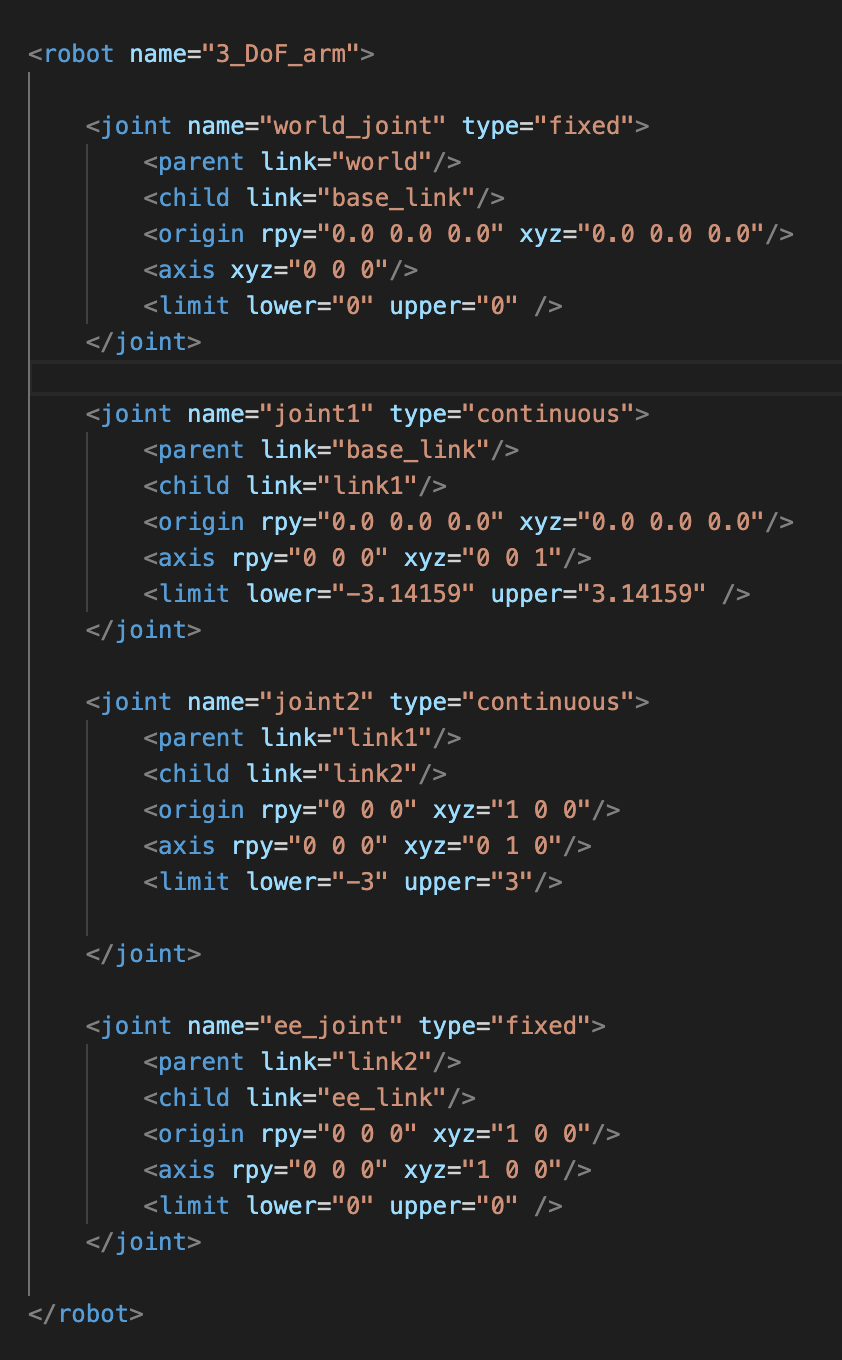 <robot name="3_DoF_arm">
<joint name="world_joint" type="fixed">
<parent link="world"/>
<child link="base_link"/>
<origin rpy="0.0 0.0 0.0" xyz="0.0 0.0 0.0"/>
<axis xyz="0 0 0"/>
<limit lower="0" upper="0" />
</joint>
<joint name="joint1" type="continuous">
<parent link="base_link"/>
<child link="link1"/>
<origin rpy="0.0 0.0 0.0" xyz="0.0 0.0 0.0"/>
<axis rpy="0 0 0" xyz="0 0 1"/>
<limit lower="-3.14159" upper="3.14159" />
</joint>
<joint name="joint2" type="continuous">
<parent link="link1"/>
<child link="link2"/>
<origin rpy="0 0 0" xyz="1 0 0"/>
<axis rpy="0 0 0" xyz="0 1 0"/>
<limit lower="-3" upper="3"/>
</joint>
<joint name="ee_joint" type="fixed">
<parent link="link2"/>
<child link="ee_link"/>
<origin rpy="0 0 0" xyz="1 0 0"/>
<axis rpy="0 0 0" xyz="1 0 0"/>
<limit lower="0" upper="0" />
</joint>
</robot>